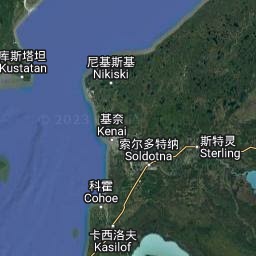 库斯塔坦
Kustatan
尼基斯基
Nikiski
© 2023
基奈
Kenai
索尔多特纳
Soldotna
斯特灵
Sterling
科霍
Cohoe
卡西洛夫
Kasilof